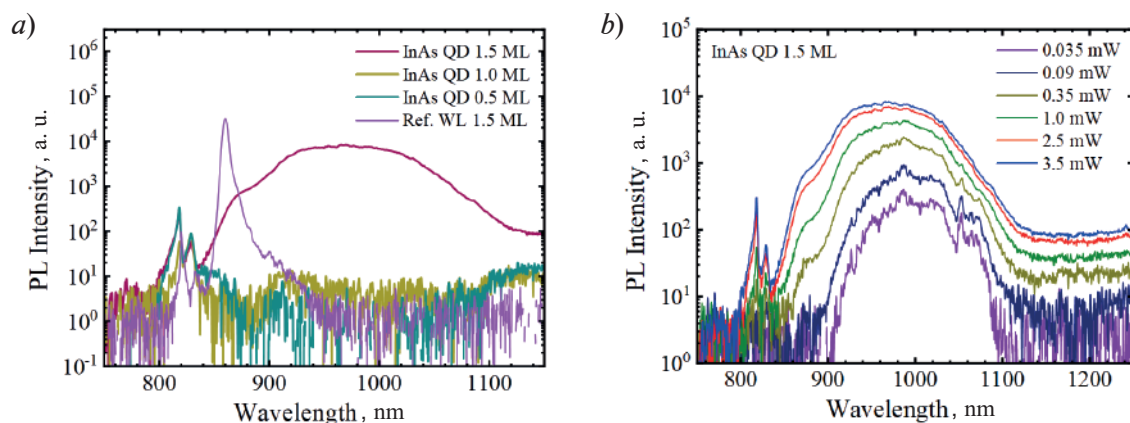 a)
10^6
10^5
10^4
10^3
10^2
10^1
10^0
10^-1
PL Intensity, a. u.
InAs QD 1.5 ML
InAs QD 1.0 ML
InAs QD 0.5 ML
Ref. WL 1.5 ML
800 900 1000 1100
Wavelength, nm
b)
10^5
10^4
10^3
10^2
10^1
10^0
PL Intensity, a. u.
InAs QD 1.5 ML
0.035 mW
0.09 mW
0.35 mW
1.0 mW
2.5 mW
3.5 mW
800 900 1000 1100 1200
Wavelength, nm